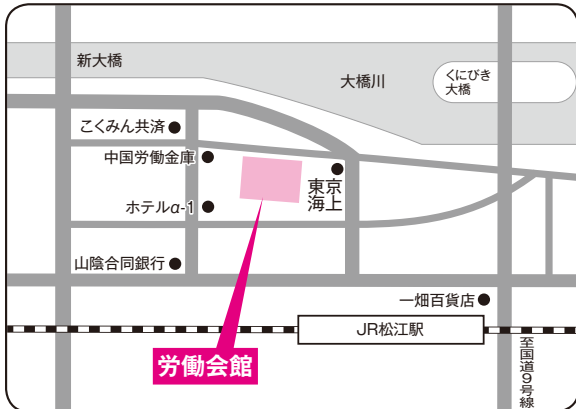 新大橋
大橋川
くにびき
大橋
こくみん共済
中国労働金庫
東京
海上
ホテルα-1
山陰合同銀行
一畑百貨店
JR松江駅
労働会館
至国道9号線